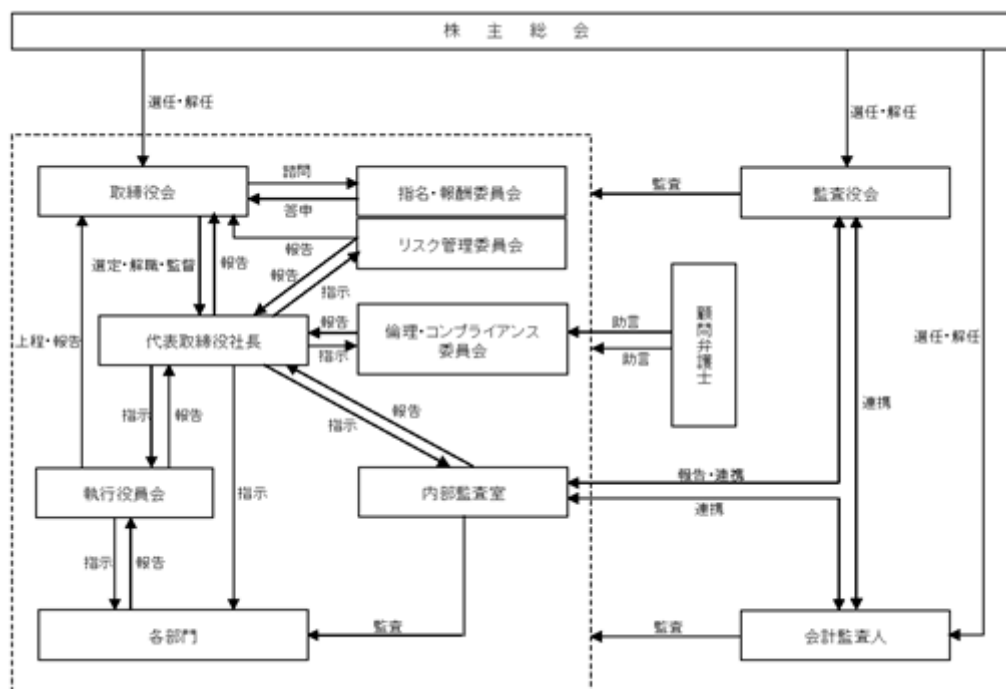 株主総会
選任・解任
選任・解任
取締役会
諮問
指名・報酬委員会
答申
監査
監査役会
報告
リスク管理委員会
選定・解職・監督
報告
報告
指示
上程・報告
代表取締役社長
報告
指示
倫理・コンプライアンス
委員会
助言
助言
顧問弁護士
選任・解任
連携
指示
報告
報告
指示
執行役員会
指示
内部監査室
報告・連携
連携
指示
報告
各部門
監査
監査
会計監査人